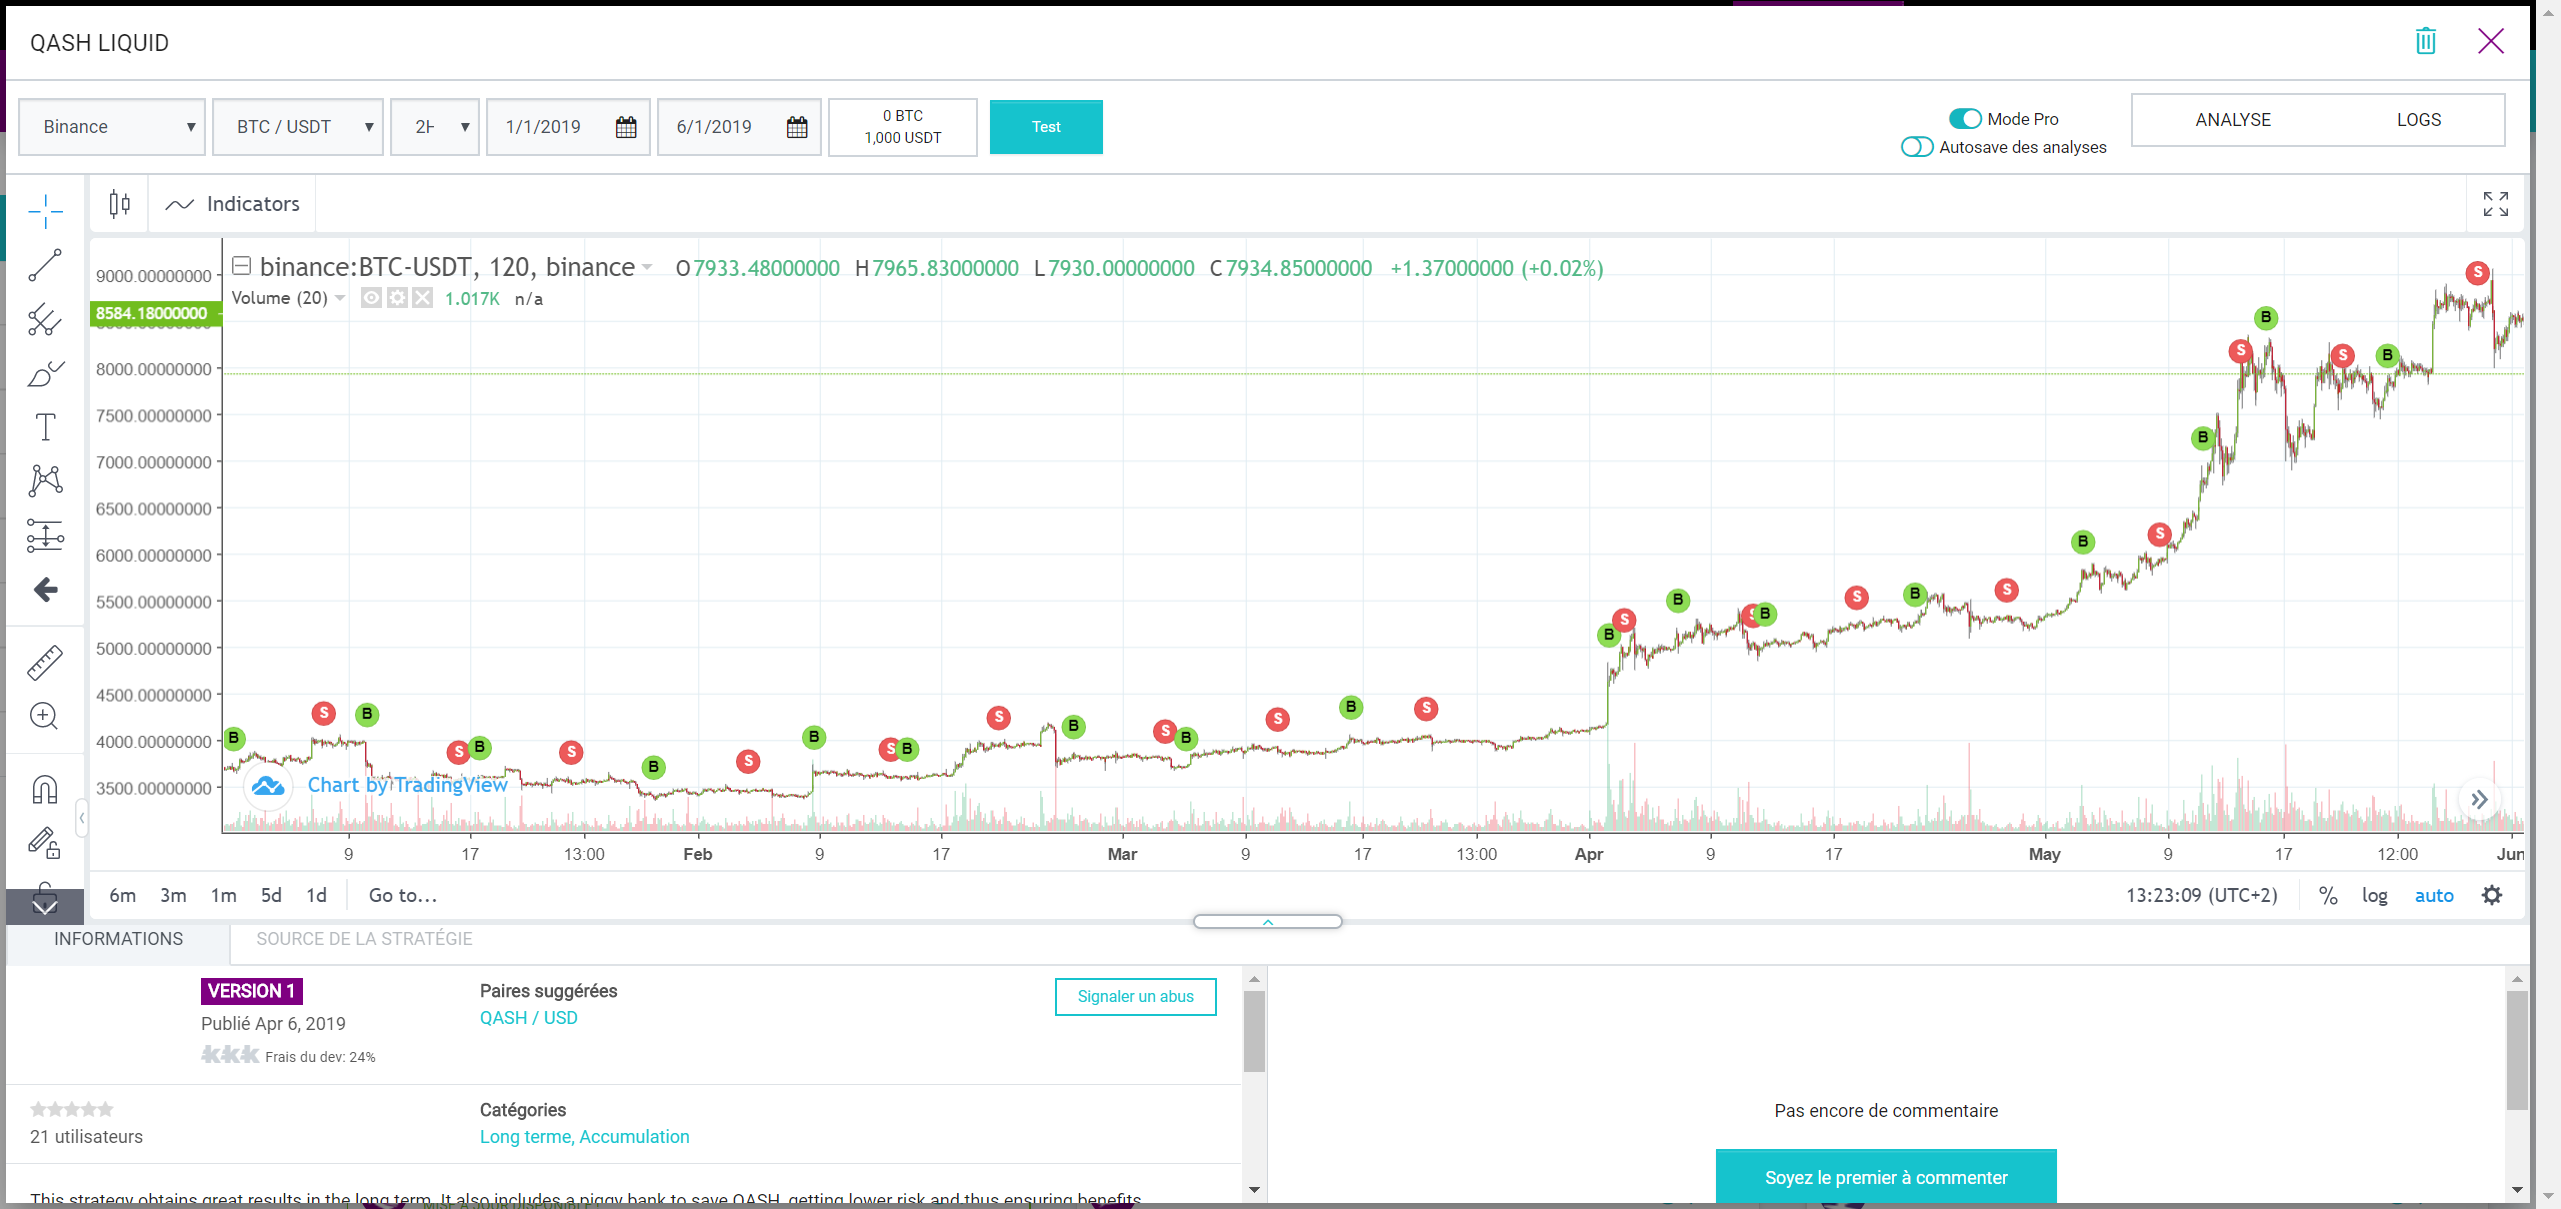 QASH LIQUID
Binance
BTC / USDT
2H
1/1/2019
6/1/2019
0 BTC
1,000 USDT
Test
Mode Pro
Autosave des analyses
ANALYSE
LOGS
Indicators
binance:BTC-USDT, 120, binance O7933.48000000 H7965.83000000 L7930.00000000 C7934.85000000 +1.37000000 (+0.02%)
Volume (20) 1.017K n/a
9000.00000000
8584.18000000
8000.00000000
7500.00000000
7000.00000000
6500.00000000
6000.00000000
5500.00000000
5000.00000000
4500.00000000
4000.00000000
3500.00000000
B S B S B S B S B S B S B S B S B S B B S B S B S B S B S B S B S
Chart by TradingView
9 17 13:00 Feb 9 17 Mar 9 17 13:00 Apr 9 17 May 9 17 12:00 Jun
6m 3m 1m 5d 1d Go to...
13:23:09 (UTC+2) % log auto
INFORMATIONS
SOURCE DE LA STRATÉGIE
VERSION 1
Publié Apr 6, 2019
Frais du dev: 24%
Paires suggérées
QASH / USD
Signaler un abus
21 utilisateurs
Catégories
Long terme, Accumulation
This strategy obtains great results in the long term. It also includes a piggy bank to save QASH, getting lower risk and thus ensuring benefits
MISE À JOUR DISPONIBLE
Pas encore de commentaire
Soyez le premier à commenter